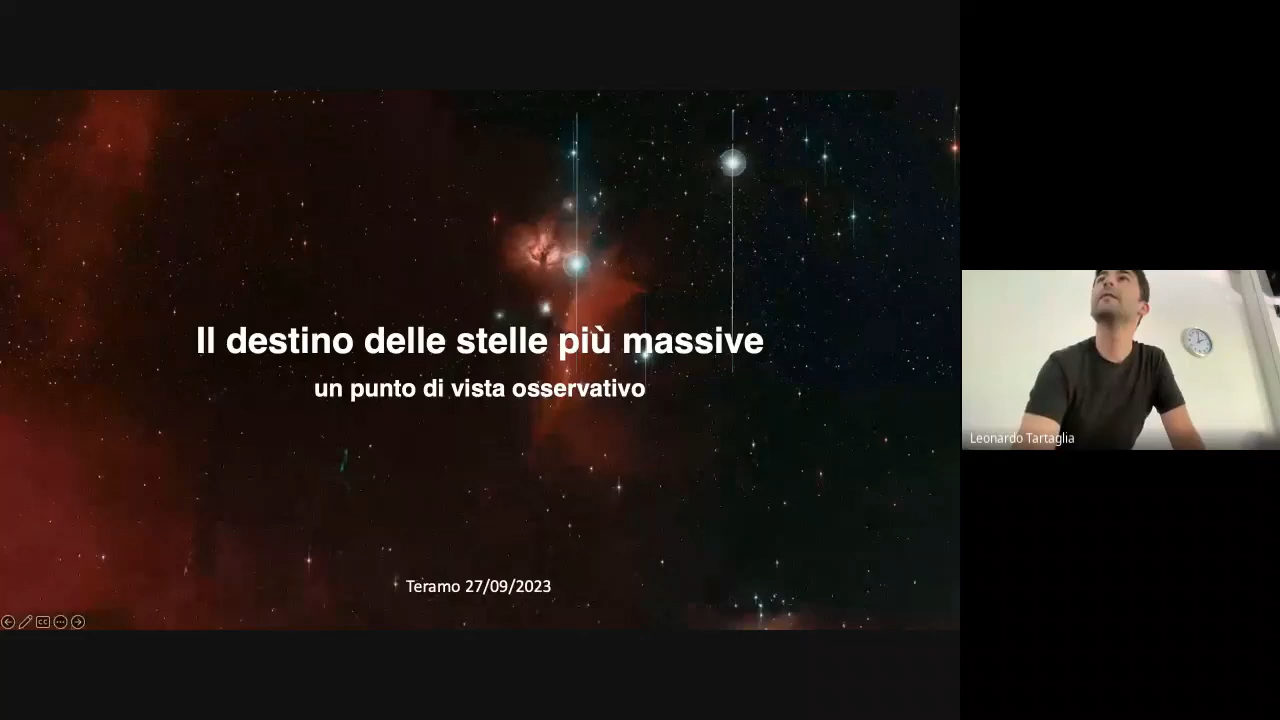 Il destino delle stelle più massive
un punto di vista osservativo
Teramo 27/09/2023
Leonardo Tartaglia